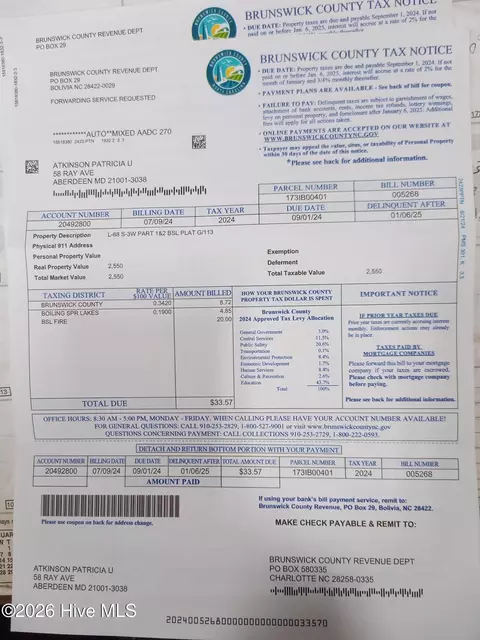 BRUNSWICK COUNTY TAX NOTICE
• DUE DATE: Property taxes are due and payable September 1, 2024. If
not paid on or before Jan. 6, 2025, interest will accrue at a rate of 2% for the
BRUNSWICK COUNTY REVENUE DEPT
PO BOX 29
BRUNSWICK COUNTY TAX NOTICE
• DUE DATE: Property taxes are due and payable September 1, 2024. If
not paid on or before Jan. 6, 2025, interest will accrue at a rate of 2% for the
month of January and 3/4% monthly thereafter.
• PAYMENT PLANS ARE AVAILABLE - See back of bill for coupon.
• FAILURE TO PAY: Delinquent taxes are subject to garnishment of wages,
attachment of bank accounts, rents, income tax refunds, lottery winnings,
levy on personal property, and foreclosure after January 6, 2025. Additional
fees will apply for all actions taken.
• ONLINE PAYMENTS ARE ACCEPTED ON OUR WEBSITE AT
WWW.BRUNSWICKCOUNTYNC.GOV
• Taxpayer may appeal the value, situs, or taxability of Personal Property
within 30 days of the date of this notice.
*Please see back for additional information.
BRUNSWICK COUNTY REVENUE DEPT
PO BOX 29
BOLIVIA NC 28422-0029
FORWARDING SERVICE REQUESTED
***********AUTO**MIXED AADC 270
ATKINSON PATRICIA U
58 RAY AVE
ABERDEEN MD 21001-3038
PARCEL NUMBER BILL NUMBER
173IB00401 005268
ACCOUNT NUMBER BILLING DATE TAX YEAR DUE DATE DELINQUENT AFTER
20492800 07/09/24 2024 09/01/24 01/06/25
Property Description L-68 S-3W PART 1&2 BSL PLAT G/113
Physical 911 Address
Personal Property Value Exemption
Real Property Value 2,550 Deferment
Total Market Value 2,550 Total Taxable Value 2,550
TAXING DISTRICT RATE PER $100 VALUE AMOUNT BILLED
BRUNSWICK COUNTY 0.3420 8.72
BOILING SPR LAKES 0.1900 4.85
BSL FIRE 20.00
TOTAL DUE $33.57
HOW YOUR BRUNSWICK COUNTY
PROPERTY TAX DOLLAR IS SPENT
Brunswick County
2024 Approved Tax Levy Allocation
General Government 3.0%
Central Services 11.5%
Public Safety 20.6%
Transportation 0.1%
Environmental Protection 8.4%
Economic Development 1.7%
Human Services 8.4%
Culture & Recreation 2.6%
Education 43.7%
Total 100%
IMPORTANT NOTICE
IF PRIOR YEAR TAXES DUE
Prior year taxes are currently accruing interest
monthly. Enforcement actions may already
be in place.
TAXES PAID BY
MORTGAGE COMPANIES
Please forward this bill to your mortgage
company if your taxes are escrowed.
Please check with mortgage company
before paying.
Please see back for additional information.
OFFICE HOURS: 8:30 AM - 5:00 PM, MONDAY - FRIDAY. WHEN CALLING PLEASE HAVE YOUR ACCOUNT NUMBER AVAILABLE!
FOR GENERAL QUESTIONS: CALL 910-253-2829, 1-800-527-9001 or visit www.brunswickcountync.gov
QUESTIONS CONCERNING PAYMENT: CALL COLLECTIONS 910-253-2729, 1-800-222-0593.
DETACH AND RETURN BOTTOM PORTION WITH YOUR PAYMENT
ACCOUNT NUMBER BILLING DATE DUE DATE DELINQUENT AFTER TOTAL AMOUNT DUE PARCEL NUMBER TAX YEAR BILL NUMBER
20492800 07/09/24 09/01/24 01/06/25 $33.57 173IB00401 2024 005268
AMOUNT PAID
If using your bank's bill payment service, remit to:
Brunswick County Revenue, PO Box 29, Bolivia, NC 28422.
Please use coupon on back for address change.
MAKE CHECK PAYABLE & REMIT TO:
ATKINSON PATRICIA U
58 RAY AVE
ABERDEEN MD 21001-3038
BRUNSWICK COUNTY REVENUE DEPT
PO BOX 580335
CHARLOTTE NC 28258-0335
©2026 Hive MLS